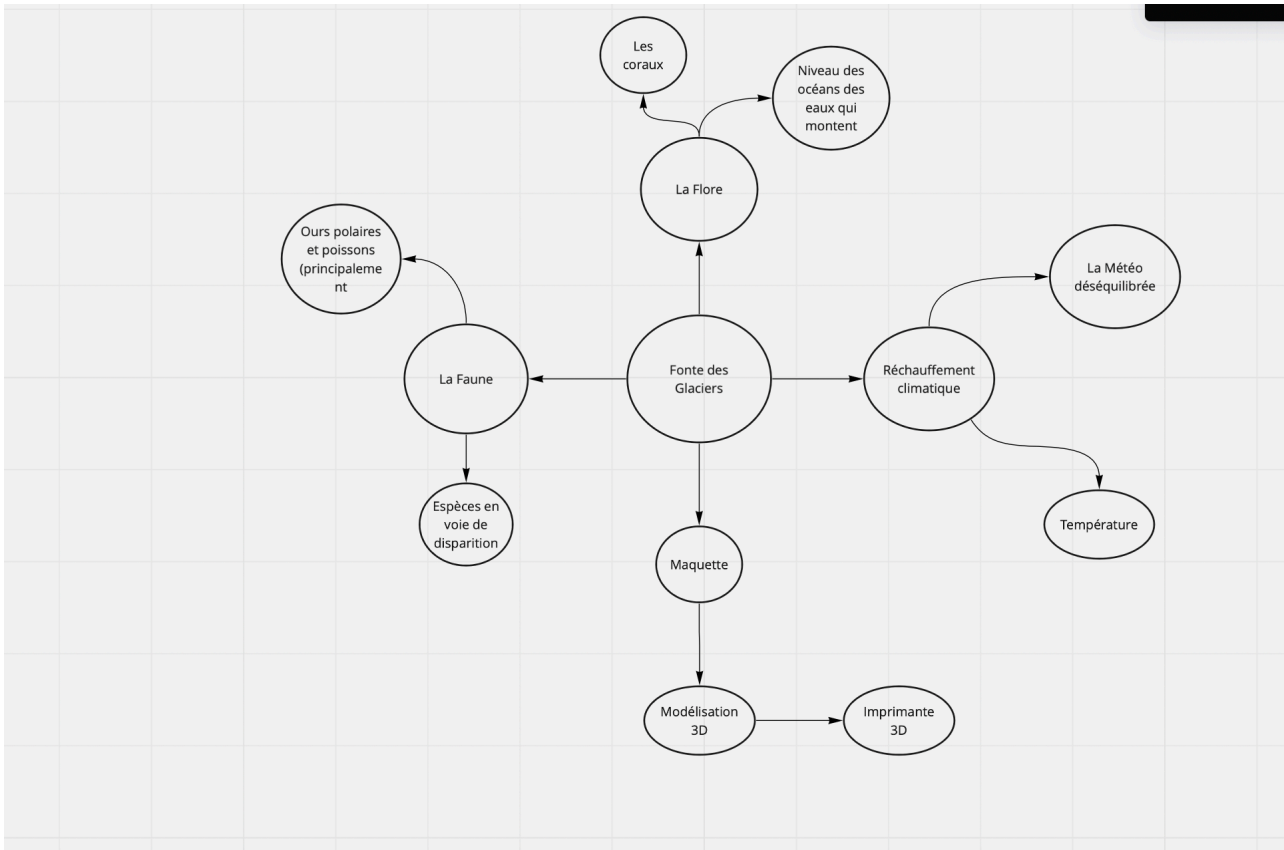 Les
coraux
Niveau des
océans des
eaux qui
montent
La Flore
Ours polaires
et poissons
(principaleme
nt
La Météo
déséquilibrée
La Faune
Fonte des
Glaciers
Réchauffement
climatique
Espèces en
voie de
disparition
Température
Maquette
Modélisation
3D
Imprimante
3D